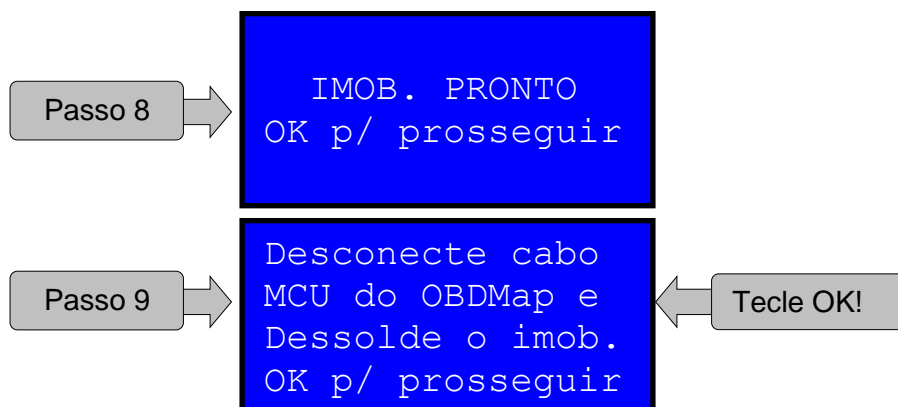 Passo 8
IMOB. PRONTO
OK p/ prosseguir
Passo 9
Desconecte cabo
MCU do OBDMap e
Dessolde o imob.
OK p/ prosseguir
Tecle OK!